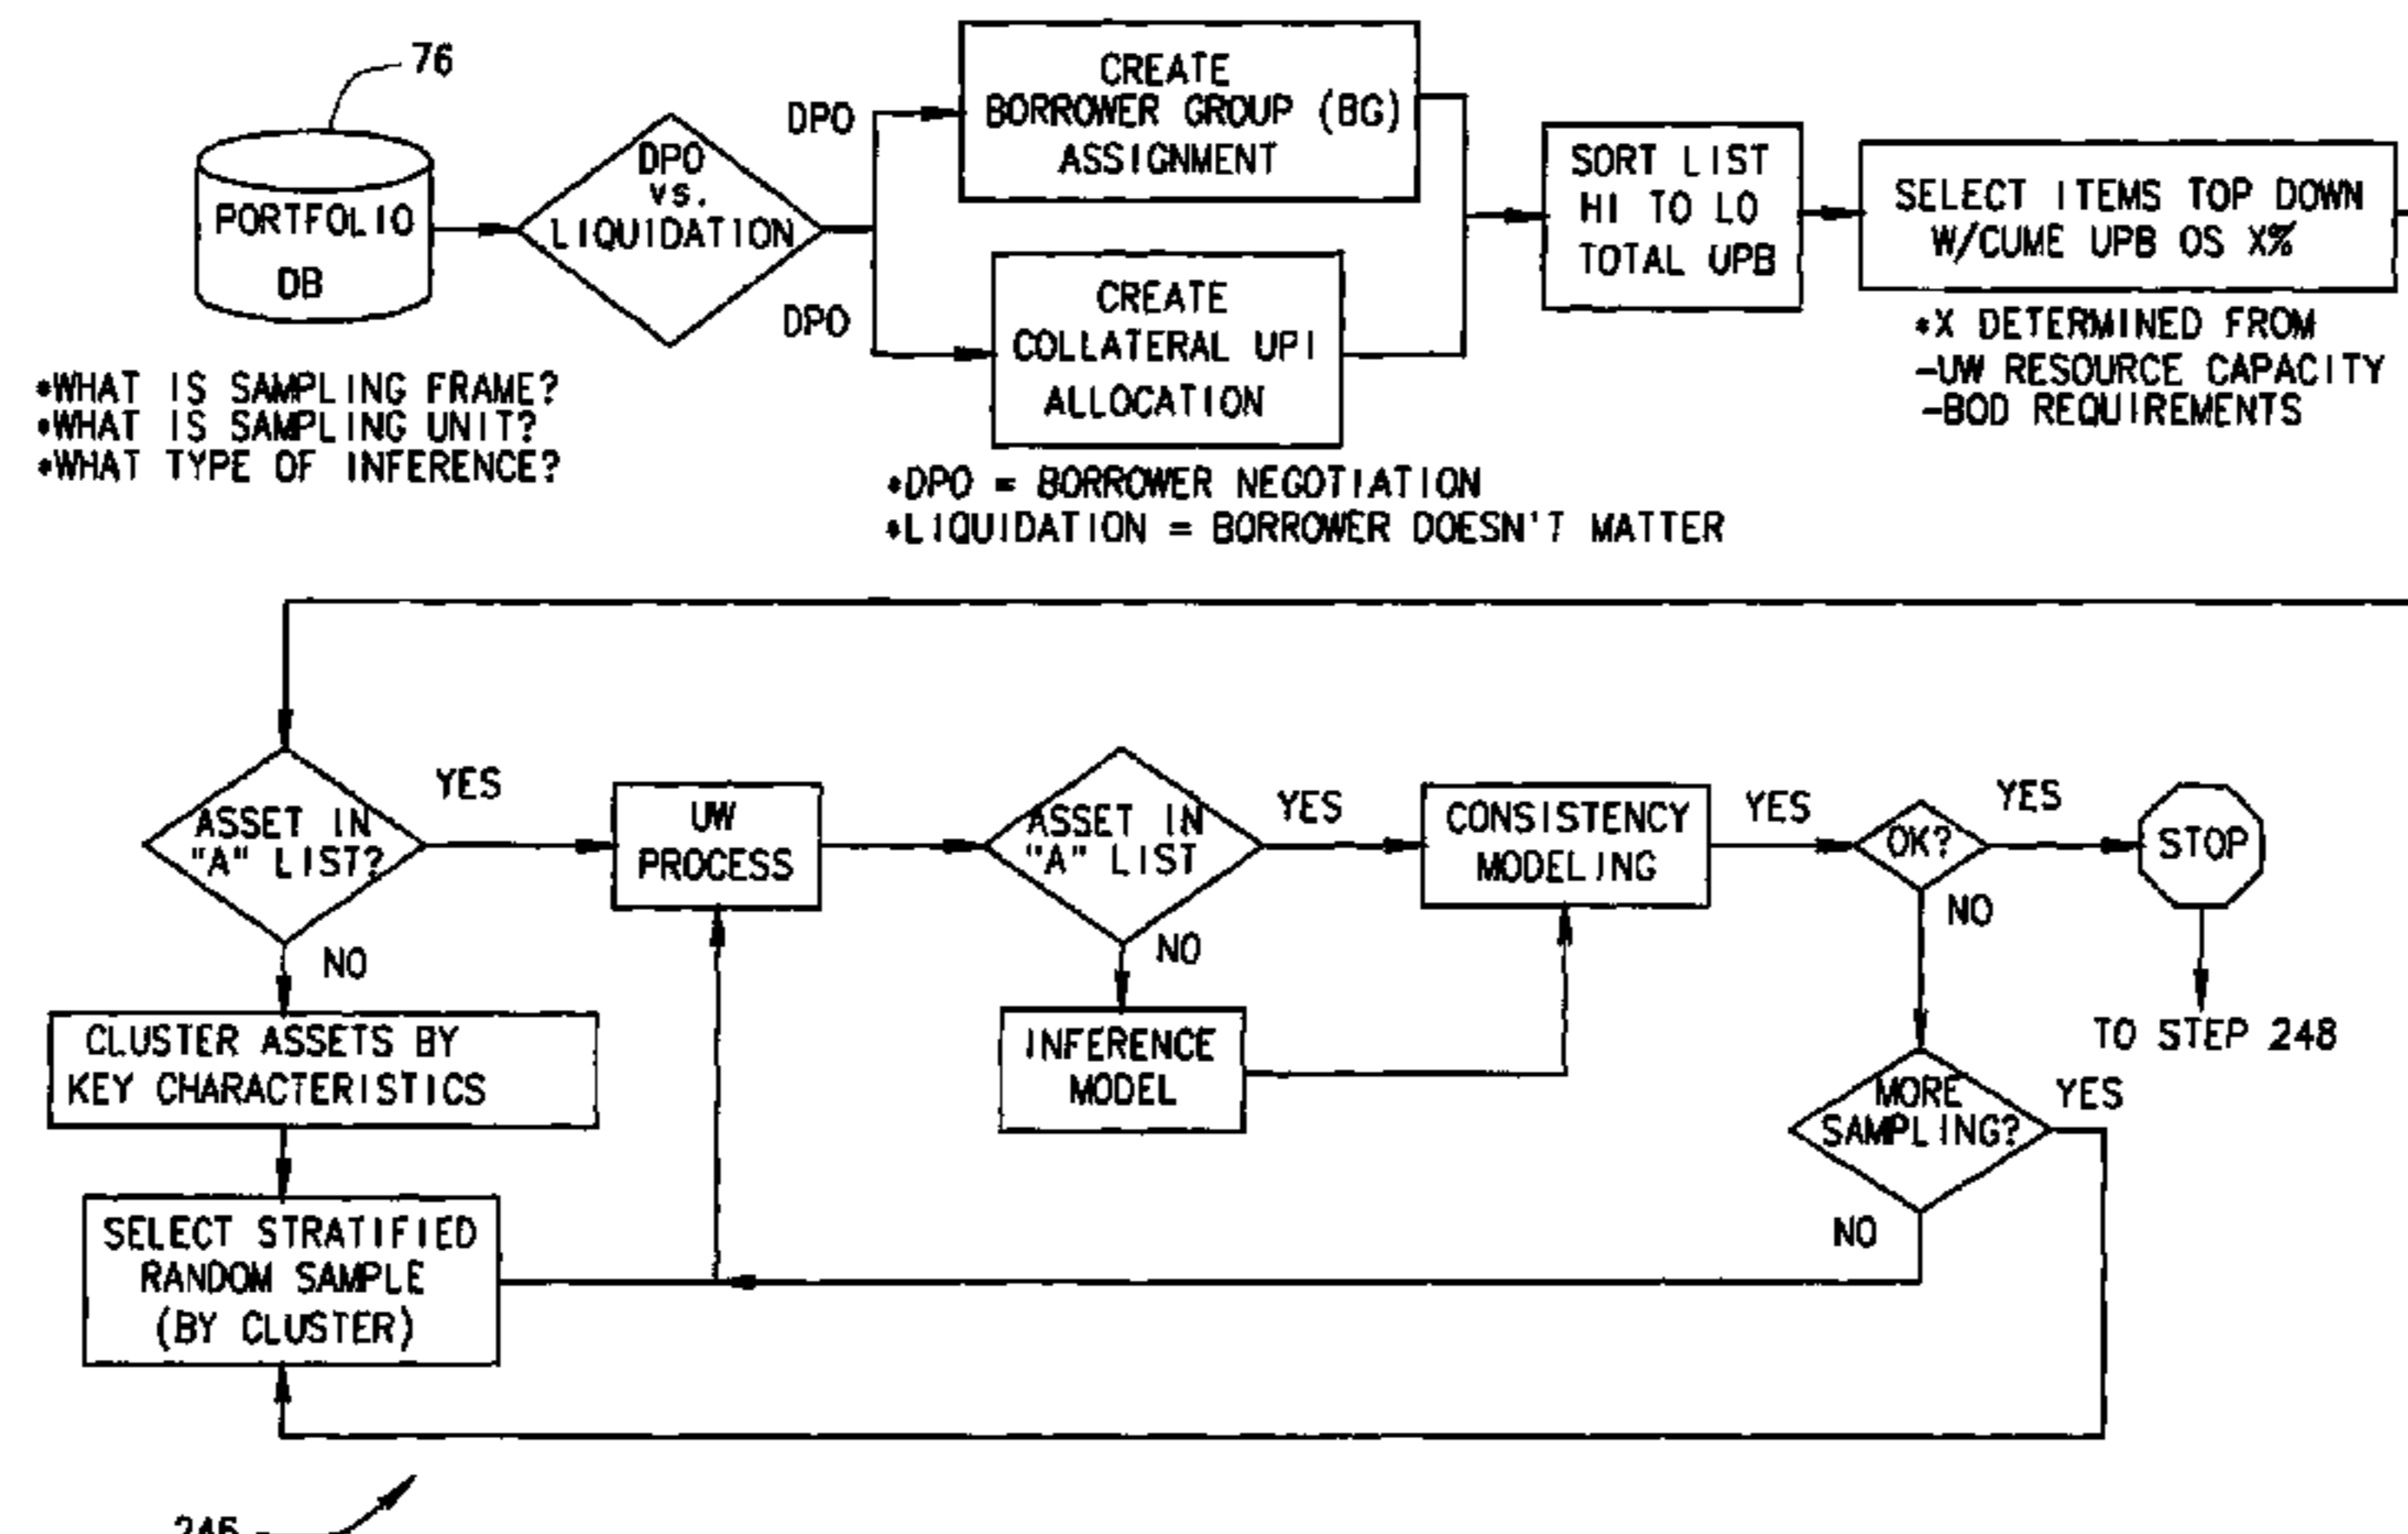 76
PORTFOLIO
DB
DPO
vs.
LIQUIDATION
DPO
DPO
CREATE
BORROWER GROUP (BG)
ASSIGNMENT
CREATE
COLLATERAL UPI
ALLOCATION
SORT LIST
HI TO LO
TOTAL UPB
SELECT ITEMS TOP DOWN
W/CUME UPB OS X%
•X DETERMINED FROM
-UW RESOURCE CAPACITY
-BOD REQUIREMENTS
•WHAT IS SAMPLING FRAME?
•WHAT IS SAMPLING UNIT?
•WHAT TYPE OF INFERENCE?
•DPO = BORROWER NEGOTIATION
•LIQUIDATION = BORROWER DOESN'T MATTER
ASSET IN
"A" LIST?
YES
NO
UW
PROCESS
ASSET IN
"A" LIST
YES
NO
CONSISTENCY
MODELING
YES
OK?
YES
NO
STOP
TO STEP 248
CLUSTER ASSETS BY
KEY CHARACTERISTICS
INFERENCE
MODEL
MORE
SAMPLING?
YES
NO
SELECT STRATIFIED
RANDOM SAMPLE
(BY CLUSTER)